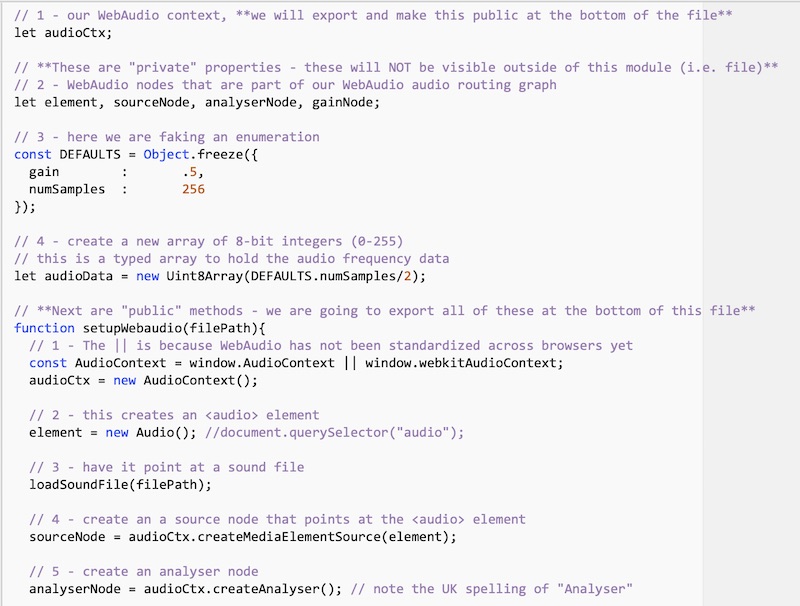 // 1 - our WebAudio context, **we will export and make this public at the bottom of the file**
let audioCtx;
// **These are "private" properties - these will NOT be visible outside of this module (i.e. file)**
// 2 - WebAudio nodes that are part of our WebAudio audio routing graph
let element, sourceNode, analyserNode, gainNode;
// 3 - here we are faking an enumeration
const DEFAULTS = Object.freeze({
  gain        :       .5,
  numSamples  :       256
});
// 4 - create a new array of 8-bit integers (0-255)
// this is a typed array to hold the audio frequency data
let audioData = new Uint8Array(DEFAULTS.numSamples/2);
// **Next are "public" methods - we are going to export all of these at the bottom of this file**
function setupWebaudio(filePath){
  // 1 - The || is because WebAudio has not been standardized across browsers yet
  const AudioContext = window.AudioContext || window.webkitAudioContext;
  audioCtx = new AudioContext();
  // 2 - this creates an <audio> element
  element = new Audio(); //document.querySelector("audio");
  // 3 - have it point at a sound file
  loadSoundFile(filePath);
  // 4 - create an a source node that points at the <audio> element
  sourceNode = audioCtx.createMediaElementSource(element);
  // 5 - create an analyser node
  analyserNode = audioCtx.createAnalyser(); // note the UK spelling of "Analyser"